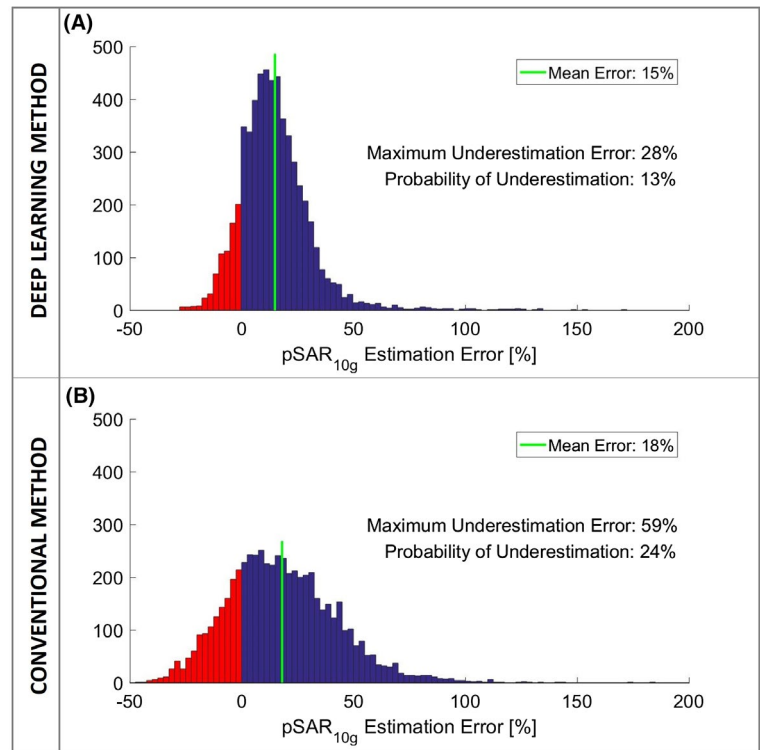 DEEP LEARNING METHOD
(A)
500
400
300
200
100
0
-50 0 50 100 150 200
pSAR10g Estimation Error [%]
Mean Error: 15%
Maximum Underestimation Error: 28%
Probability of Underestimation: 13%
CONVENTIONAL METHOD
(B)
500
400
300
200
100
0
-50 0 50 100 150 200
pSAR10g Estimation Error [%]
Mean Error: 18%
Maximum Underestimation Error: 59%
Probability of Underestimation: 24%